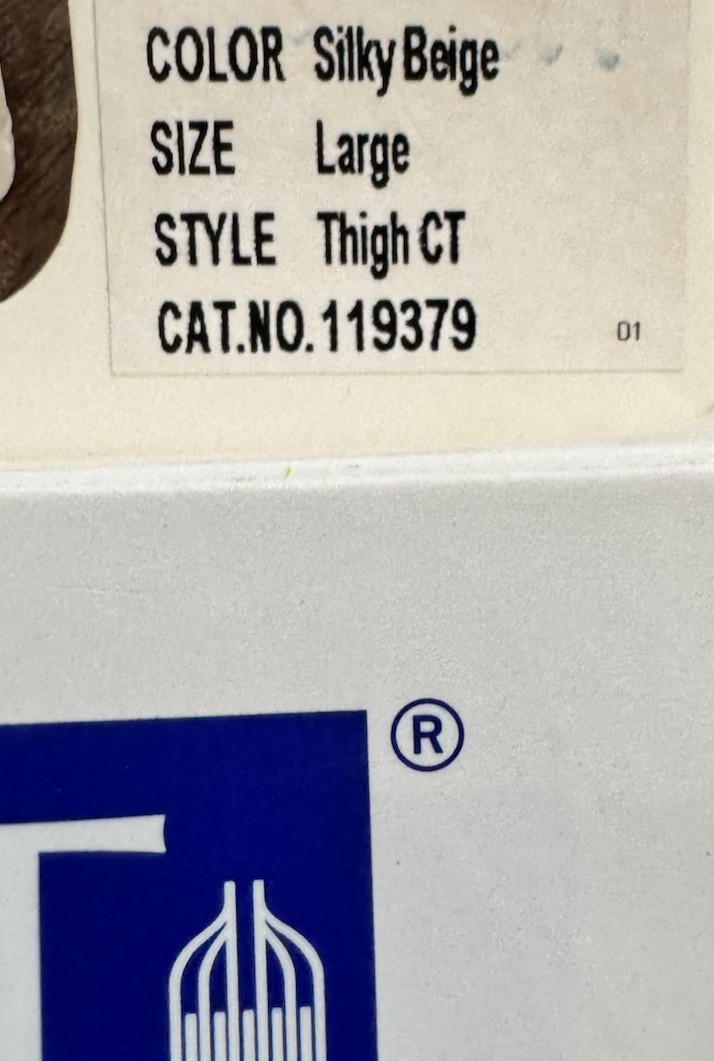 COLOR Silky Beige
SIZE Large
STYLE Thigh CT
CAT.NO. 119379
01
®
T